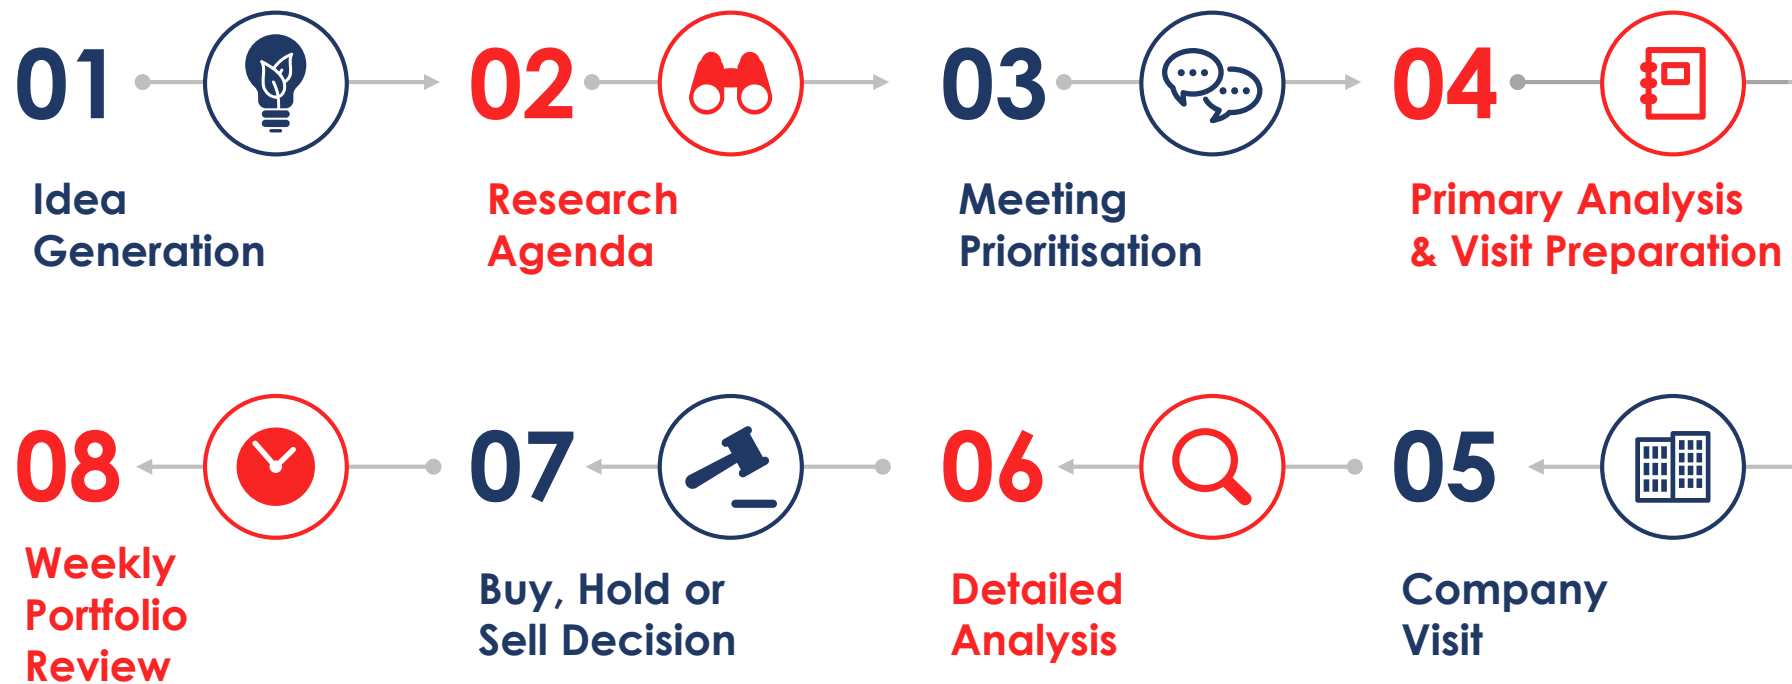 01
Idea
Generation
02
Research
Agenda
03
Meeting
Prioritisation
04
Primary Analysis
& Visit Preparation
05
Company
Visit
06
Detailed
Analysis
07
Buy, Hold or
Sell Decision
08
Weekly
Portfolio
Review